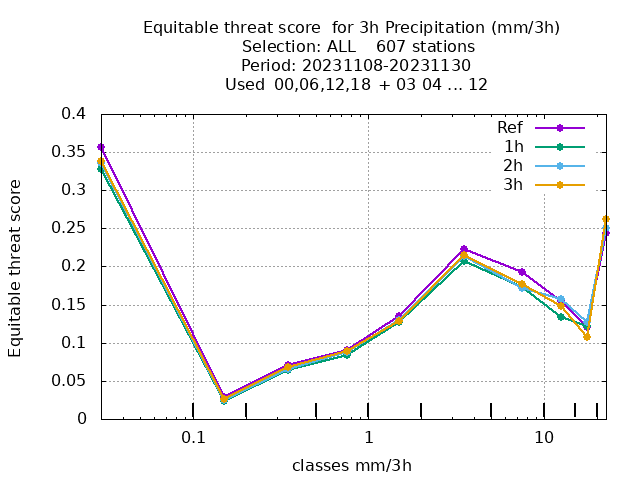 Equitable threat score  for 3h Precipitation (mm/3h)
Selection: ALL    607 stations
Period: 20231108-20231130
Used  00,06,12,18  + 03 04 ... 12
Equitable threat score
0.4
0.35
0.3
0.25
0.2
0.15
0.1
0.05
0
Ref
1h
2h
3h
0.1
1
10
classes mm/3h